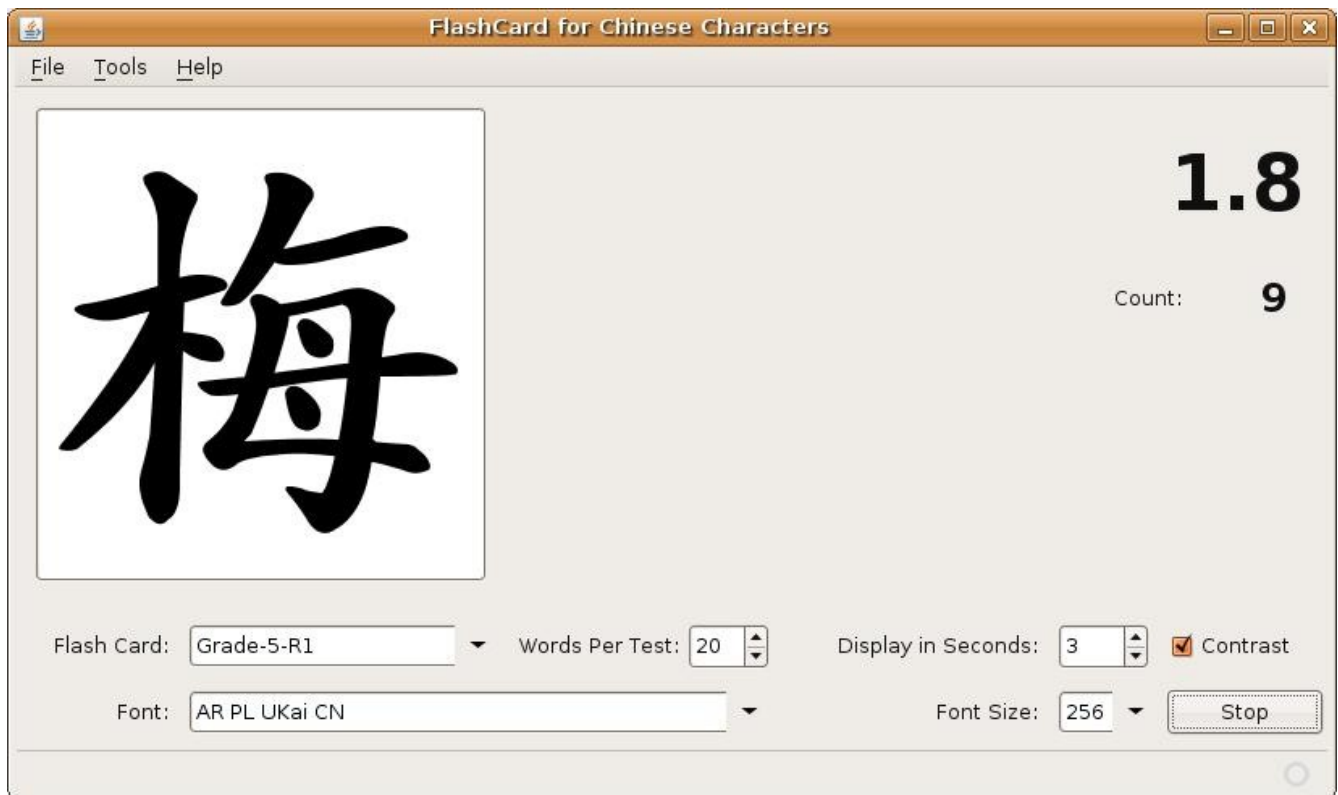 FlashCard for Chinese Characters
File Tools Help
梅
1.8
Count: 9
Flash Card: Grade-5-R1 Words Per Test: 20 Display in Seconds: 3 Contrast
Font: AR PL UKai CN Font Size: 256 Stop